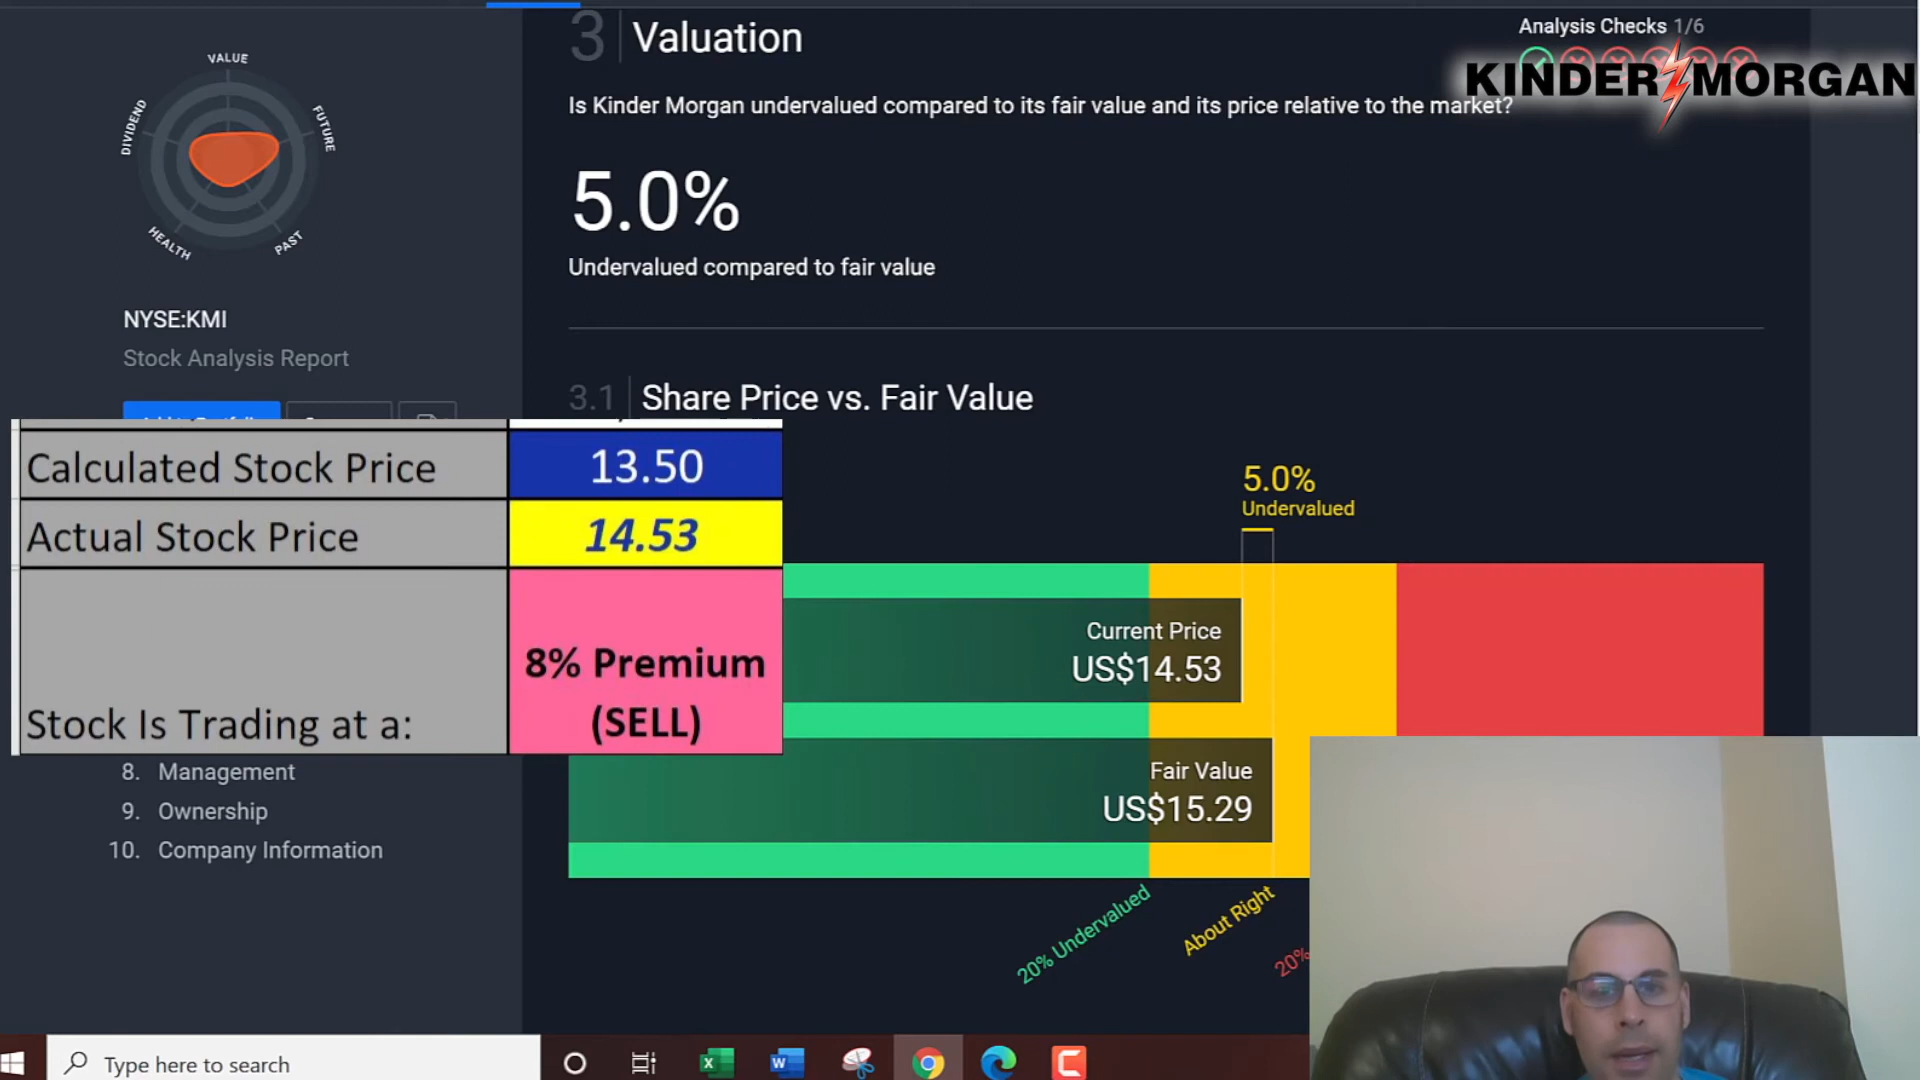 VALUE
FUTURE
PAST
HEALTH
DIVIDEND
NYSE:KMI
Stock Analysis Report
3 Valuation
Analysis Checks 1/6
KINDER MORGAN
Is Kinder Morgan undervalued compared to its fair value and its price relative to the market?
5.0%
Undervalued compared to fair value
3.1 Share Price vs. Fair Value
Calculated Stock Price 13.50
Actual Stock Price 14.53
Stock Is Trading at a: 8% Premium
(SELL)
5.0%
Undervalued
Current Price
US$14.53
Fair Value
US$15.29
20% Undervalued
About Right
20%
8. Management
9. Ownership
10. Company Information
Type here to search